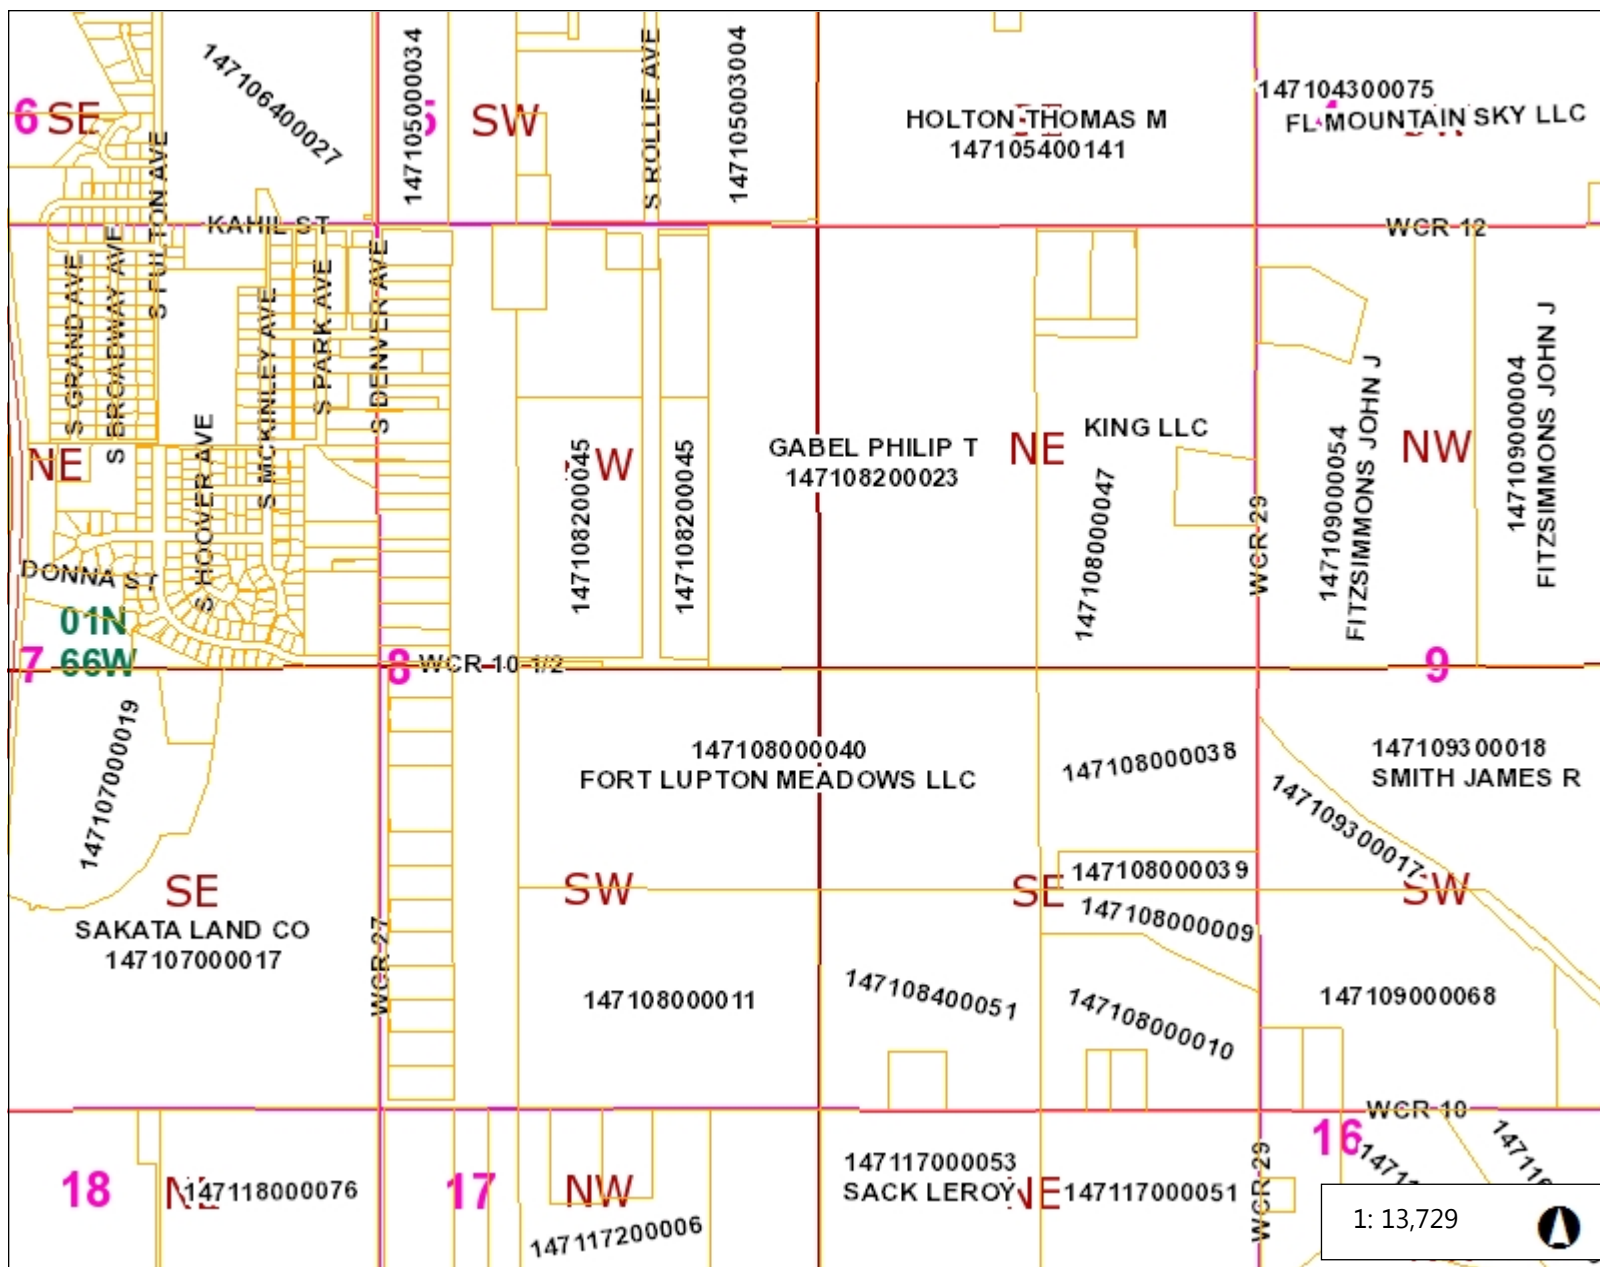 147106400027
147105000034
S ROLLIE AVE
147105003004
6 SE
5 SW
HOLTON THOMAS M
147105400141
147104300075
FL MOUNTAIN SKY LLC
S FULTON AVE
KAHIL ST
WCR 12
S GRAND AVE
S BROADWAY AVE
S MCKINLEY AVE
S PARK AVE
S DENVER AVE
S HOOVER AVE
NE
147108200045
147108200045
GABEL PHILIP T
147108200023
NE
KING LLC
147108000047
WCR 29
147109000054
FITZSIMMONS JOHN J
NW
147109000004
FITZSIMMONS JOHN J
DONNA ST
01N
66W
7
8
WCR 10 1/2
9
147107000019
147108000040
FORT LUPTON MEADOWS LLC
147108000038
147109300018
SMITH JAMES R
147109300017
SE
SW
SE
147108000039
SW
147108000009
SAKATA LAND CO
147107000017
WCR 27
147108000011
147108400051
147108000010
147109000068
WCR 10
16
18
147118000076
17
NW
147117200006
147117000053
SACK LEROY
NE
147117000051
WCR 29
1: 13,729